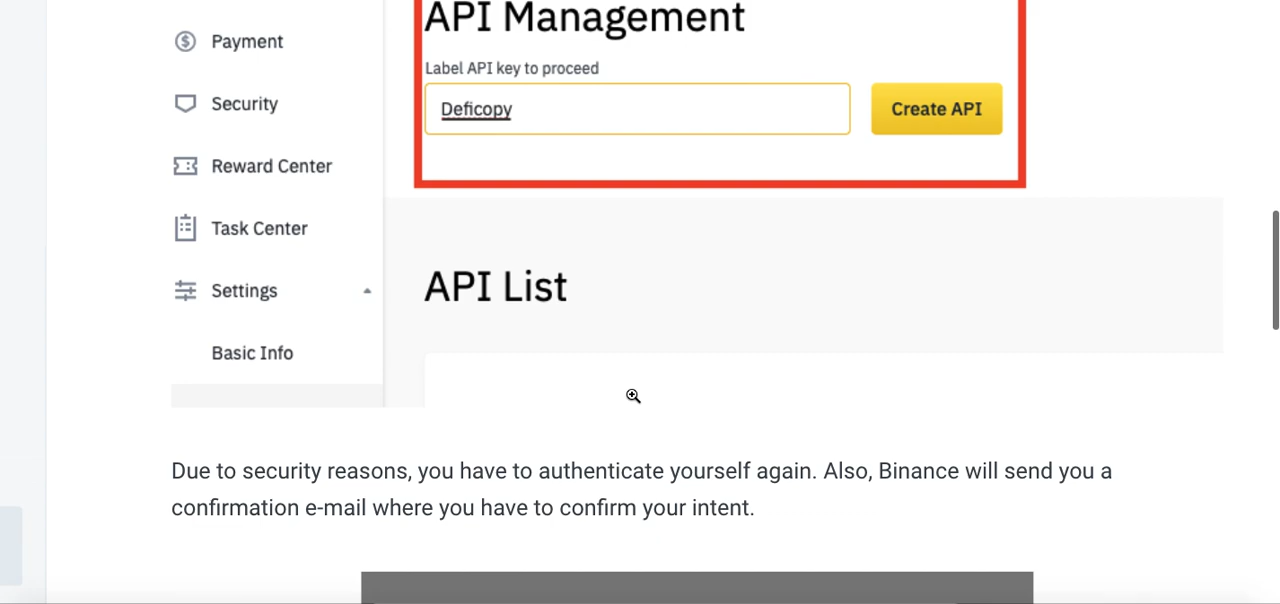 API Management
Payment
Label API key to proceed
Security
Deficopy
Create API
Reward Center
Task Center
Settings
API List
Basic Info
Due to security reasons, you have to authenticate yourself again. Also, Binance will send you a
confirmation e-mail where you have to confirm your intent.